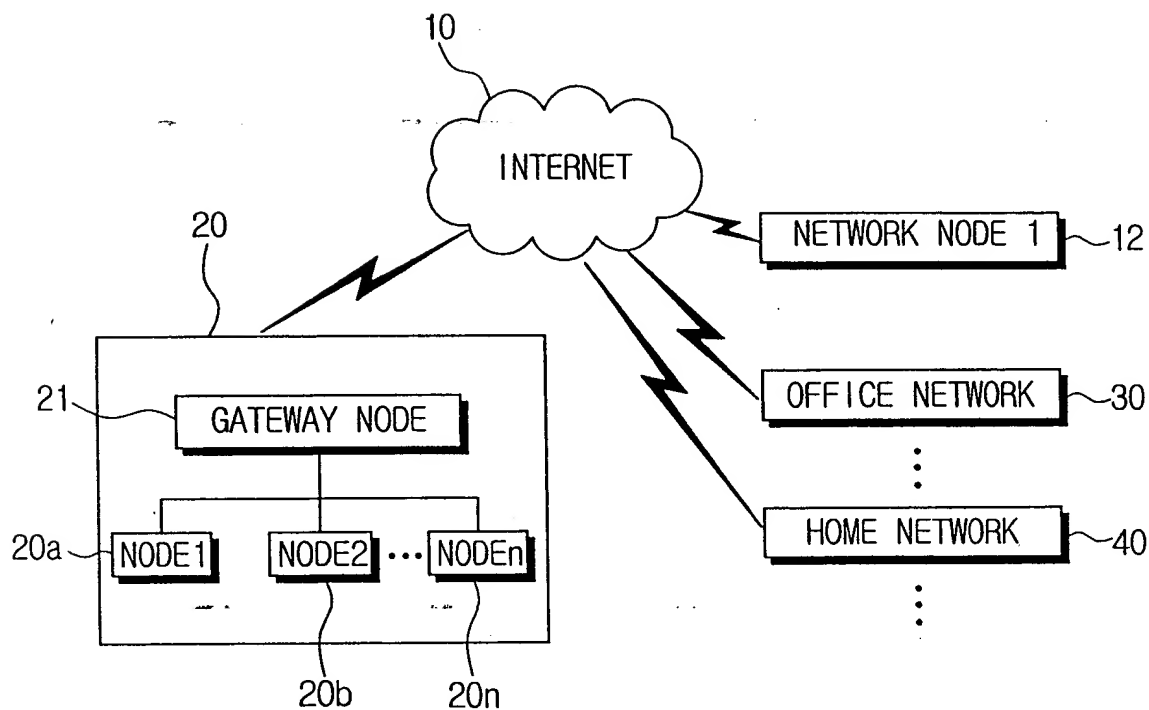 10
INTERNET
20
NETWORK NODE 1
12
21
GATEWAY NODE
OFFICE NETWORK
30
20a
NODE1
NODE2
NODEn
HOME NETWORK
40
20b
20n